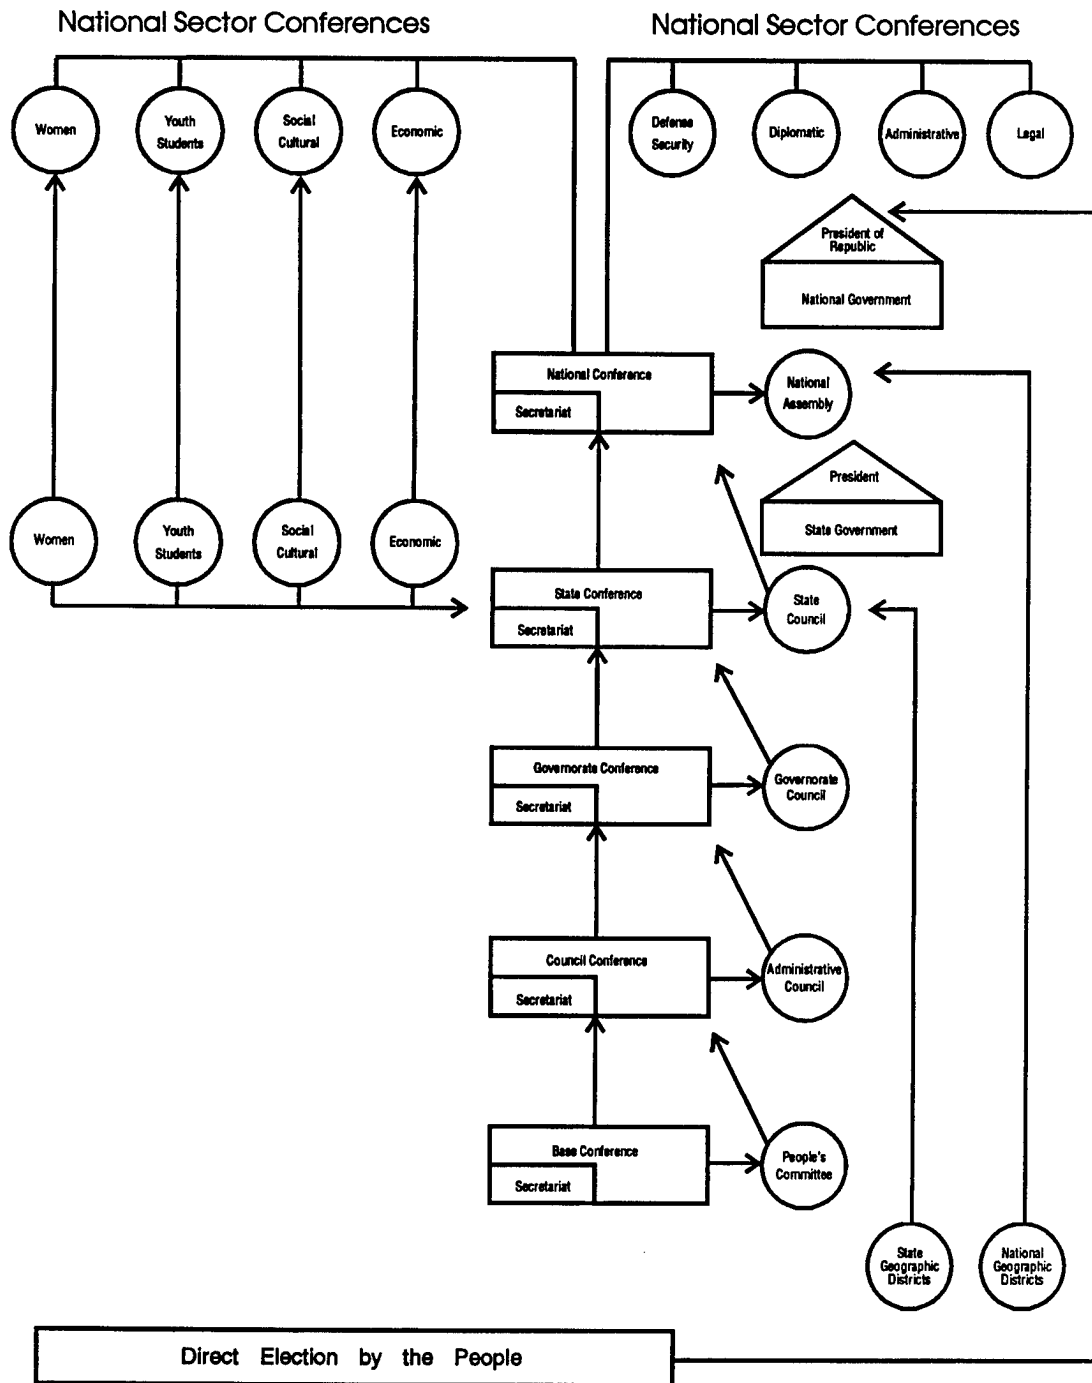 National Sector Conferences
National Sector Conferences
Women
Youth
Students
Social
Cultural
Economic
Defense
Security
Diplomatic
Administrative
Legal
President of
Republic
National Government
National Conference
Secretariat
National
Assembly
President
State Government
Women
Youth
Students
Social
Cultural
Economic
State Conference
Secretariat
State
Council
Governorate Conference
Secretariat
Governorate
Council
Council Conference
Secretariat
Administrative
Council
Base Conference
Secretariat
People's
Committee
State
Geographic
Districts
National
Geographic
Districts
Direct Election by the People